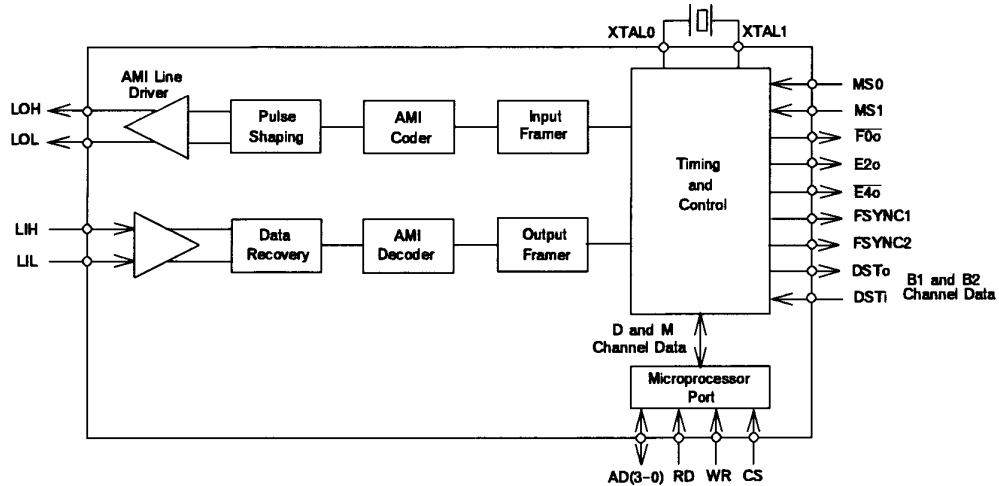 XTAL0
XTAL1
AMI Line
Driver
LOH
LOL
Pulse
Shaping
AMI
Coder
Input
Framer
MS0
MS1
F0o
E2o
E4o
FSYNC1
FSYNC2
DSTo
DSTi
B1 and B2
Channel Data
Timing
and
Control
LIH
LIL
Data
Recovery
AMI
Decoder
Output
Framer
D and M
Channel Data
Microprocessor
Port
AD(3-0)
RD
WR
CS